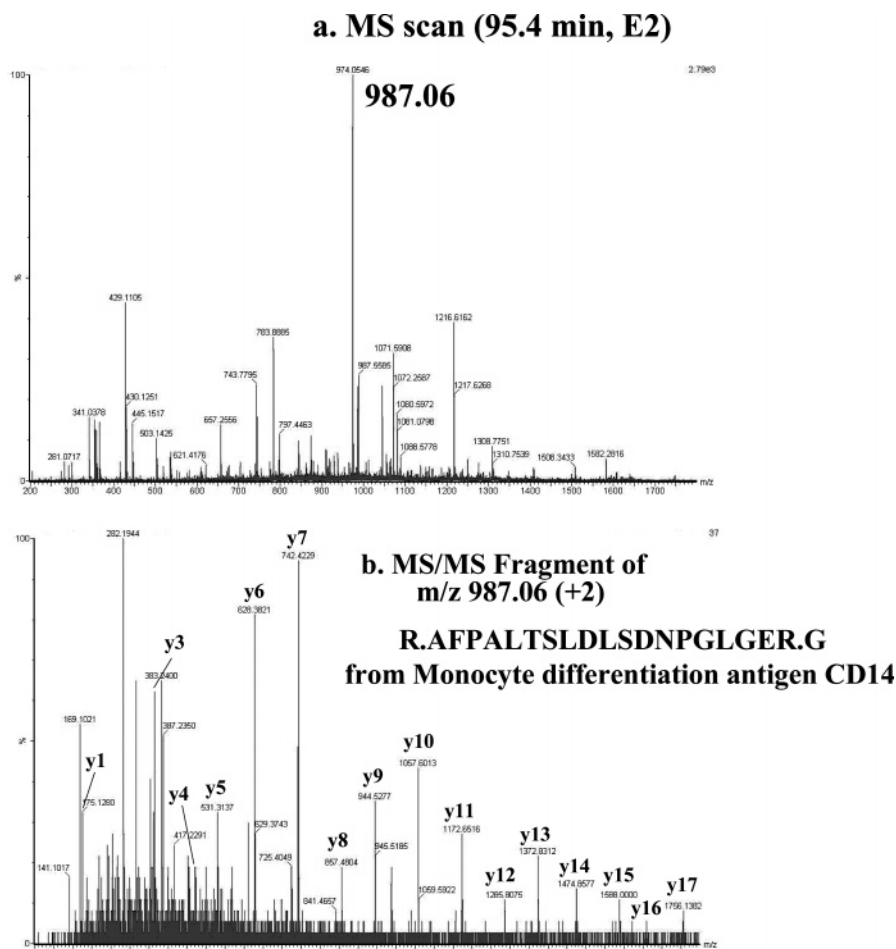 a. MS scan (95.4 min, E2)
974.0546
2.79e3
100
987.06
%
429.1105
1216.6162
783.8885
1071.5908
987.5585
743.7795
1072.2587
1217.6268
430.1251
341.0378
445.1517
1080.5972
657.2556
1081.0798
503.1425
797.4463
281.0717
621.4176
1088.5778
1308.7751
1310.7539
1508.3433
1582.2816
0
200 300 400 500 600 700 800 900 1000 1100 1200 1300 1400 1500 1600 1700 m/z
282.1944
37
100
y7
742.4229
b. MS/MS Fragment of
m/z 987.06 (+2)
y6
628.3821
R.AFPALTSLDLSDNPGLGER.G
from Monocyte differentiation antigen CD14
y3
383.2400
169.1021
387.2350
%
y1
175.1280
y10
1057.6013
y9
944.5277
y4
y5
531.3137
y11
1172.6516
417.2291
629.3743
y13
1372.8312
y8
857.4804
945.5185
725.4049
y12
1285.8075
y14
1474.8577
y15
1588.0000
y17
1756.1382
y16
141.1017
841.4657
1059.5922
0
m/z